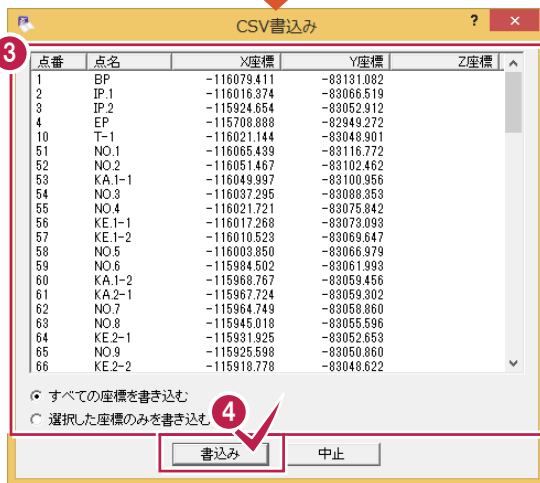 CSV書込み ? ×
3
点番 点名 X座標 Y座標 Z座標
1 BP -116079.411 -83131.082
2 IP.1 -116016.374 -83066.519
3 IP.2 -115924.654 -83052.912
4 EP -115708.888 -82949.272
10 T-1 -116021.144 -83048.901
51 NO.1 -116065.439 -83116.772
52 NO.2 -116051.467 -83102.462
53 KA.1-1 -116049.997 -83100.956
54 NO.3 -116037.295 -83088.353
55 NO.4 -116021.721 -83075.842
56 KE.1-1 -116017.268 -83073.093
57 KE.1-2 -116010.523 -83069.647
58 NO.5 -116003.850 -83066.979
59 NO.6 -115984.502 -83061.993
60 KA.1-2 -115968.767 -83059.456
61 KA.2-1 -115967.724 -83059.302
62 NO.7 -115964.749 -83058.860
63 NO.8 -115945.018 -83055.596
64 KE.2-1 -115931.925 -83052.653
65 NO.9 -115925.598 -83050.860
66 KE.2-2 -115918.778 -83048.622
すべての座標を書き込む
選択した座標のみを書き込む
4
書込み 中止